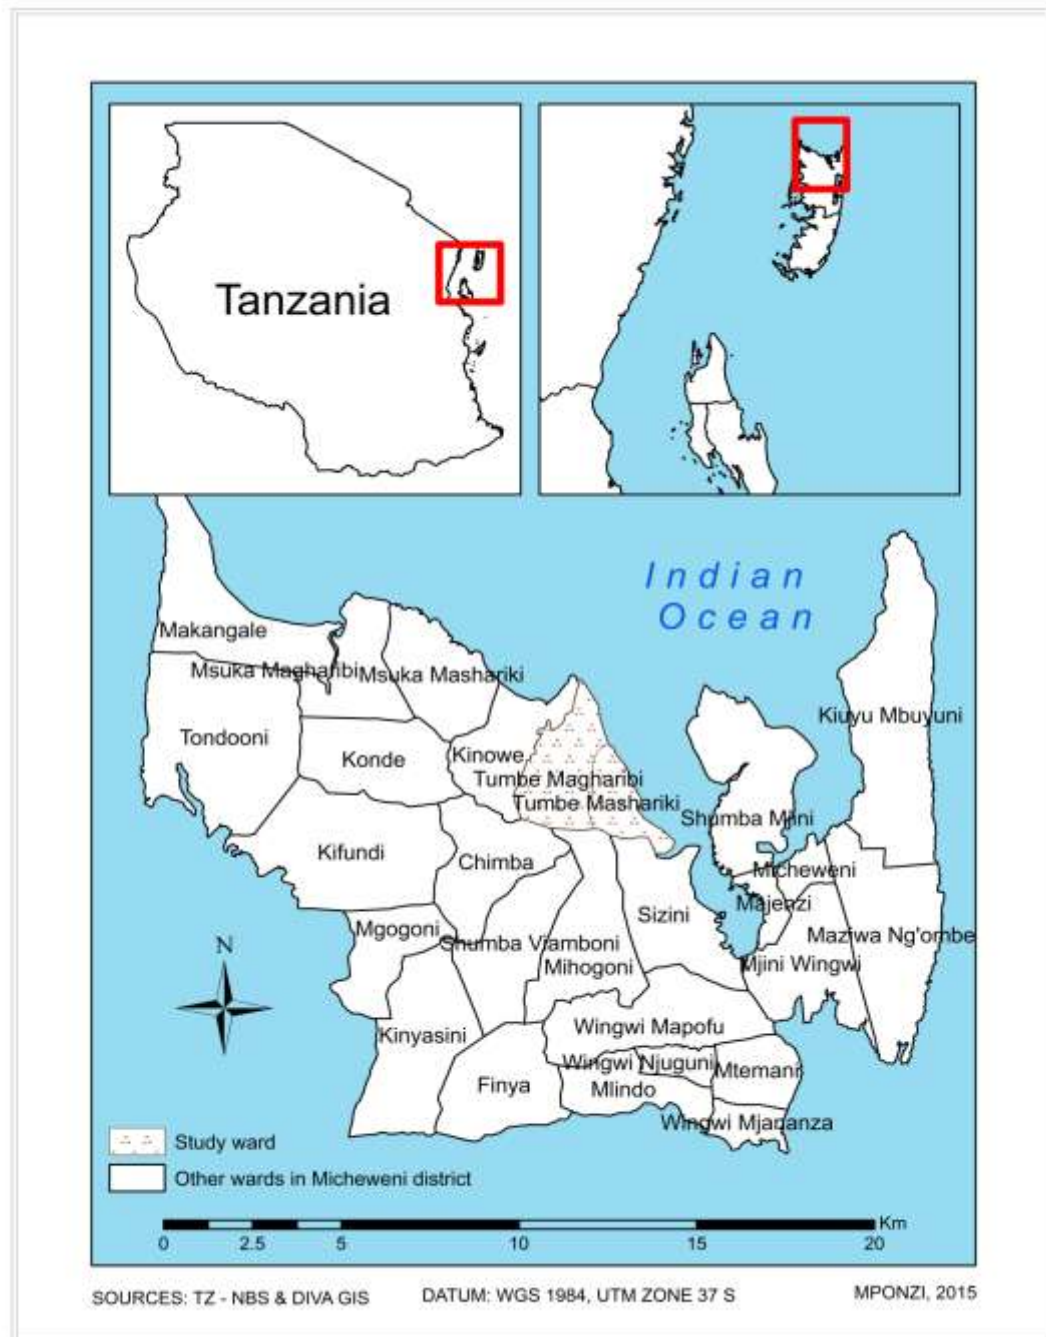 Tanzania
Indian
Ocean
Makangale
Msuka Magharibi
Msuka Mashariki
Kiuyu Mbuyuni
Tondooni
Konde
Kinowe
Tumbe Magharibi
Tumbe Mashariki
Shumba Mjini
Kifundi
Chimba
Micheweni
Majenzi
Sizini
Mgogoni
Shumba Viamboni
Maziwa Ng'ombe
Mihogoni
Mjini Wingwi
N
Kinyasini
Wingwi Mapofu
Wingwi Njuguni
Mtemani
Finya
Mlindo
Wingwi Mjananza
Study ward
Other wards in Micheweni district
Km
0 2.5 5 10 15 20
SOURCES: TZ - NBS & DIVA GIS DATUM: WGS 1984, UTM ZONE 37 S MPONZI, 2015